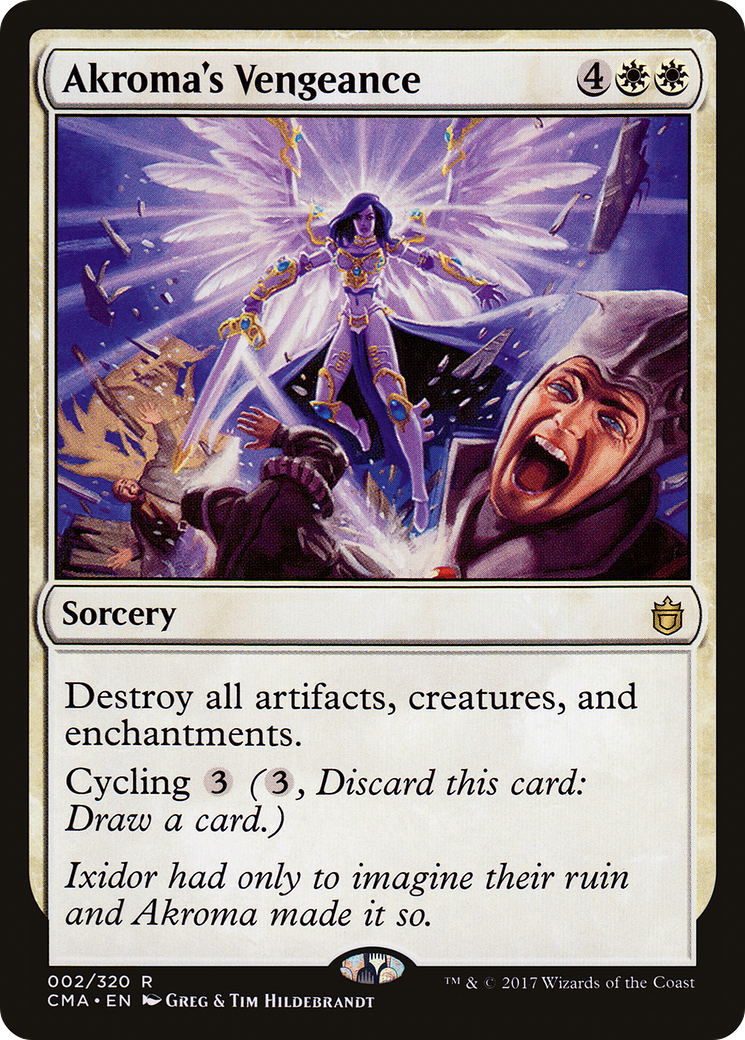 Akroma's Vengeance 4
Sorcery
Destroy all artifacts, creatures, and
enchantments.
Cycling 3 (3, Discard this card:
Draw a card.)
Ixidor had only to imagine their ruin
and Akroma made it so.
002/320 R
CMA • EN Greg & Tim Hildebrandt
™ & © 2017 Wizards of the Coast